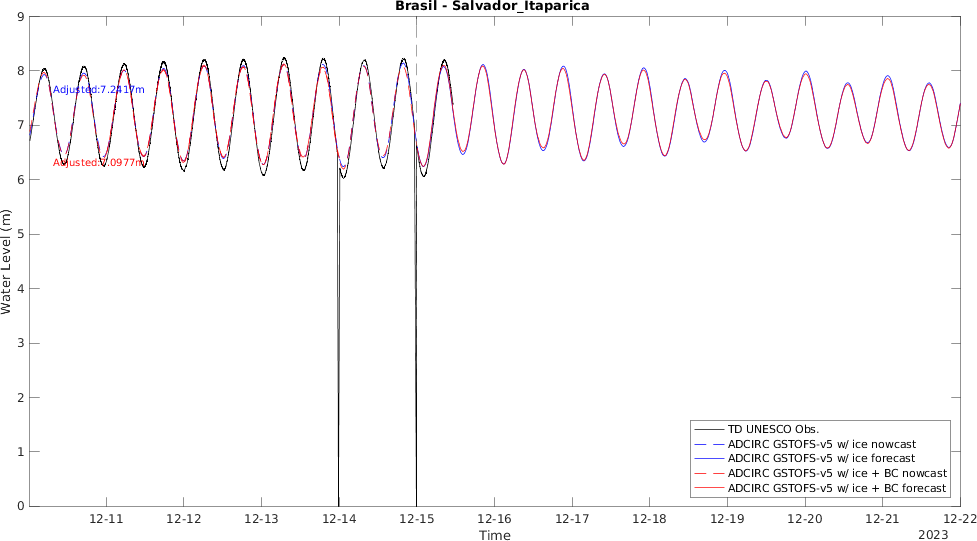 Brasil - Salvador_Itaparica
9
8
7
6
5
4
3
2
1
0
Water Level (m)
Adjusted:7.2417m
Adjusted:7.0977m
TD UNESCO Obs.
ADCIRC GSTOFS-v5 w/ ice nowcast
ADCIRC GSTOFS-v5 w/ ice forecast
ADCIRC GSTOFS-v5 w/ ice + BC nowcast
ADCIRC GSTOFS-v5 w/ ice + BC forecast
12-11 12-12 12-13 12-14 12-15 12-16 12-17 12-18 12-19 12-20 12-21 12-22
Time
2023